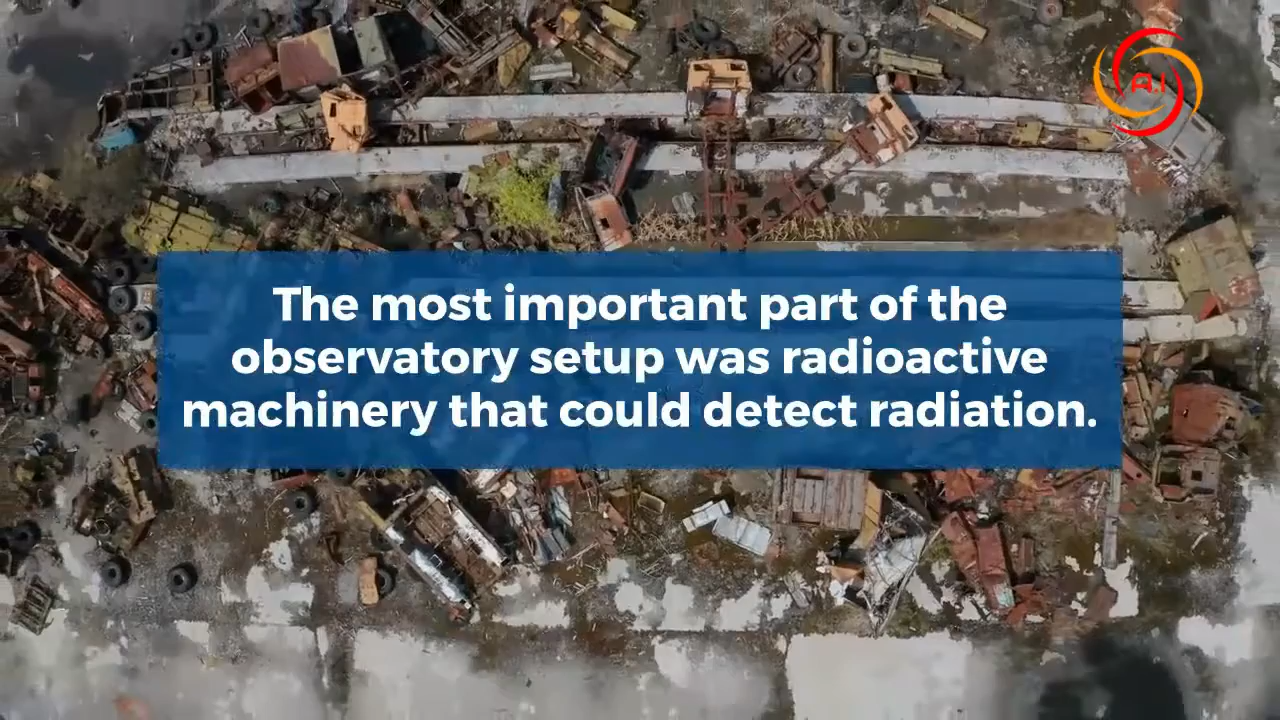 A.I
The most important part of the
observatory setup was radioactive
machinery that could detect radiation.